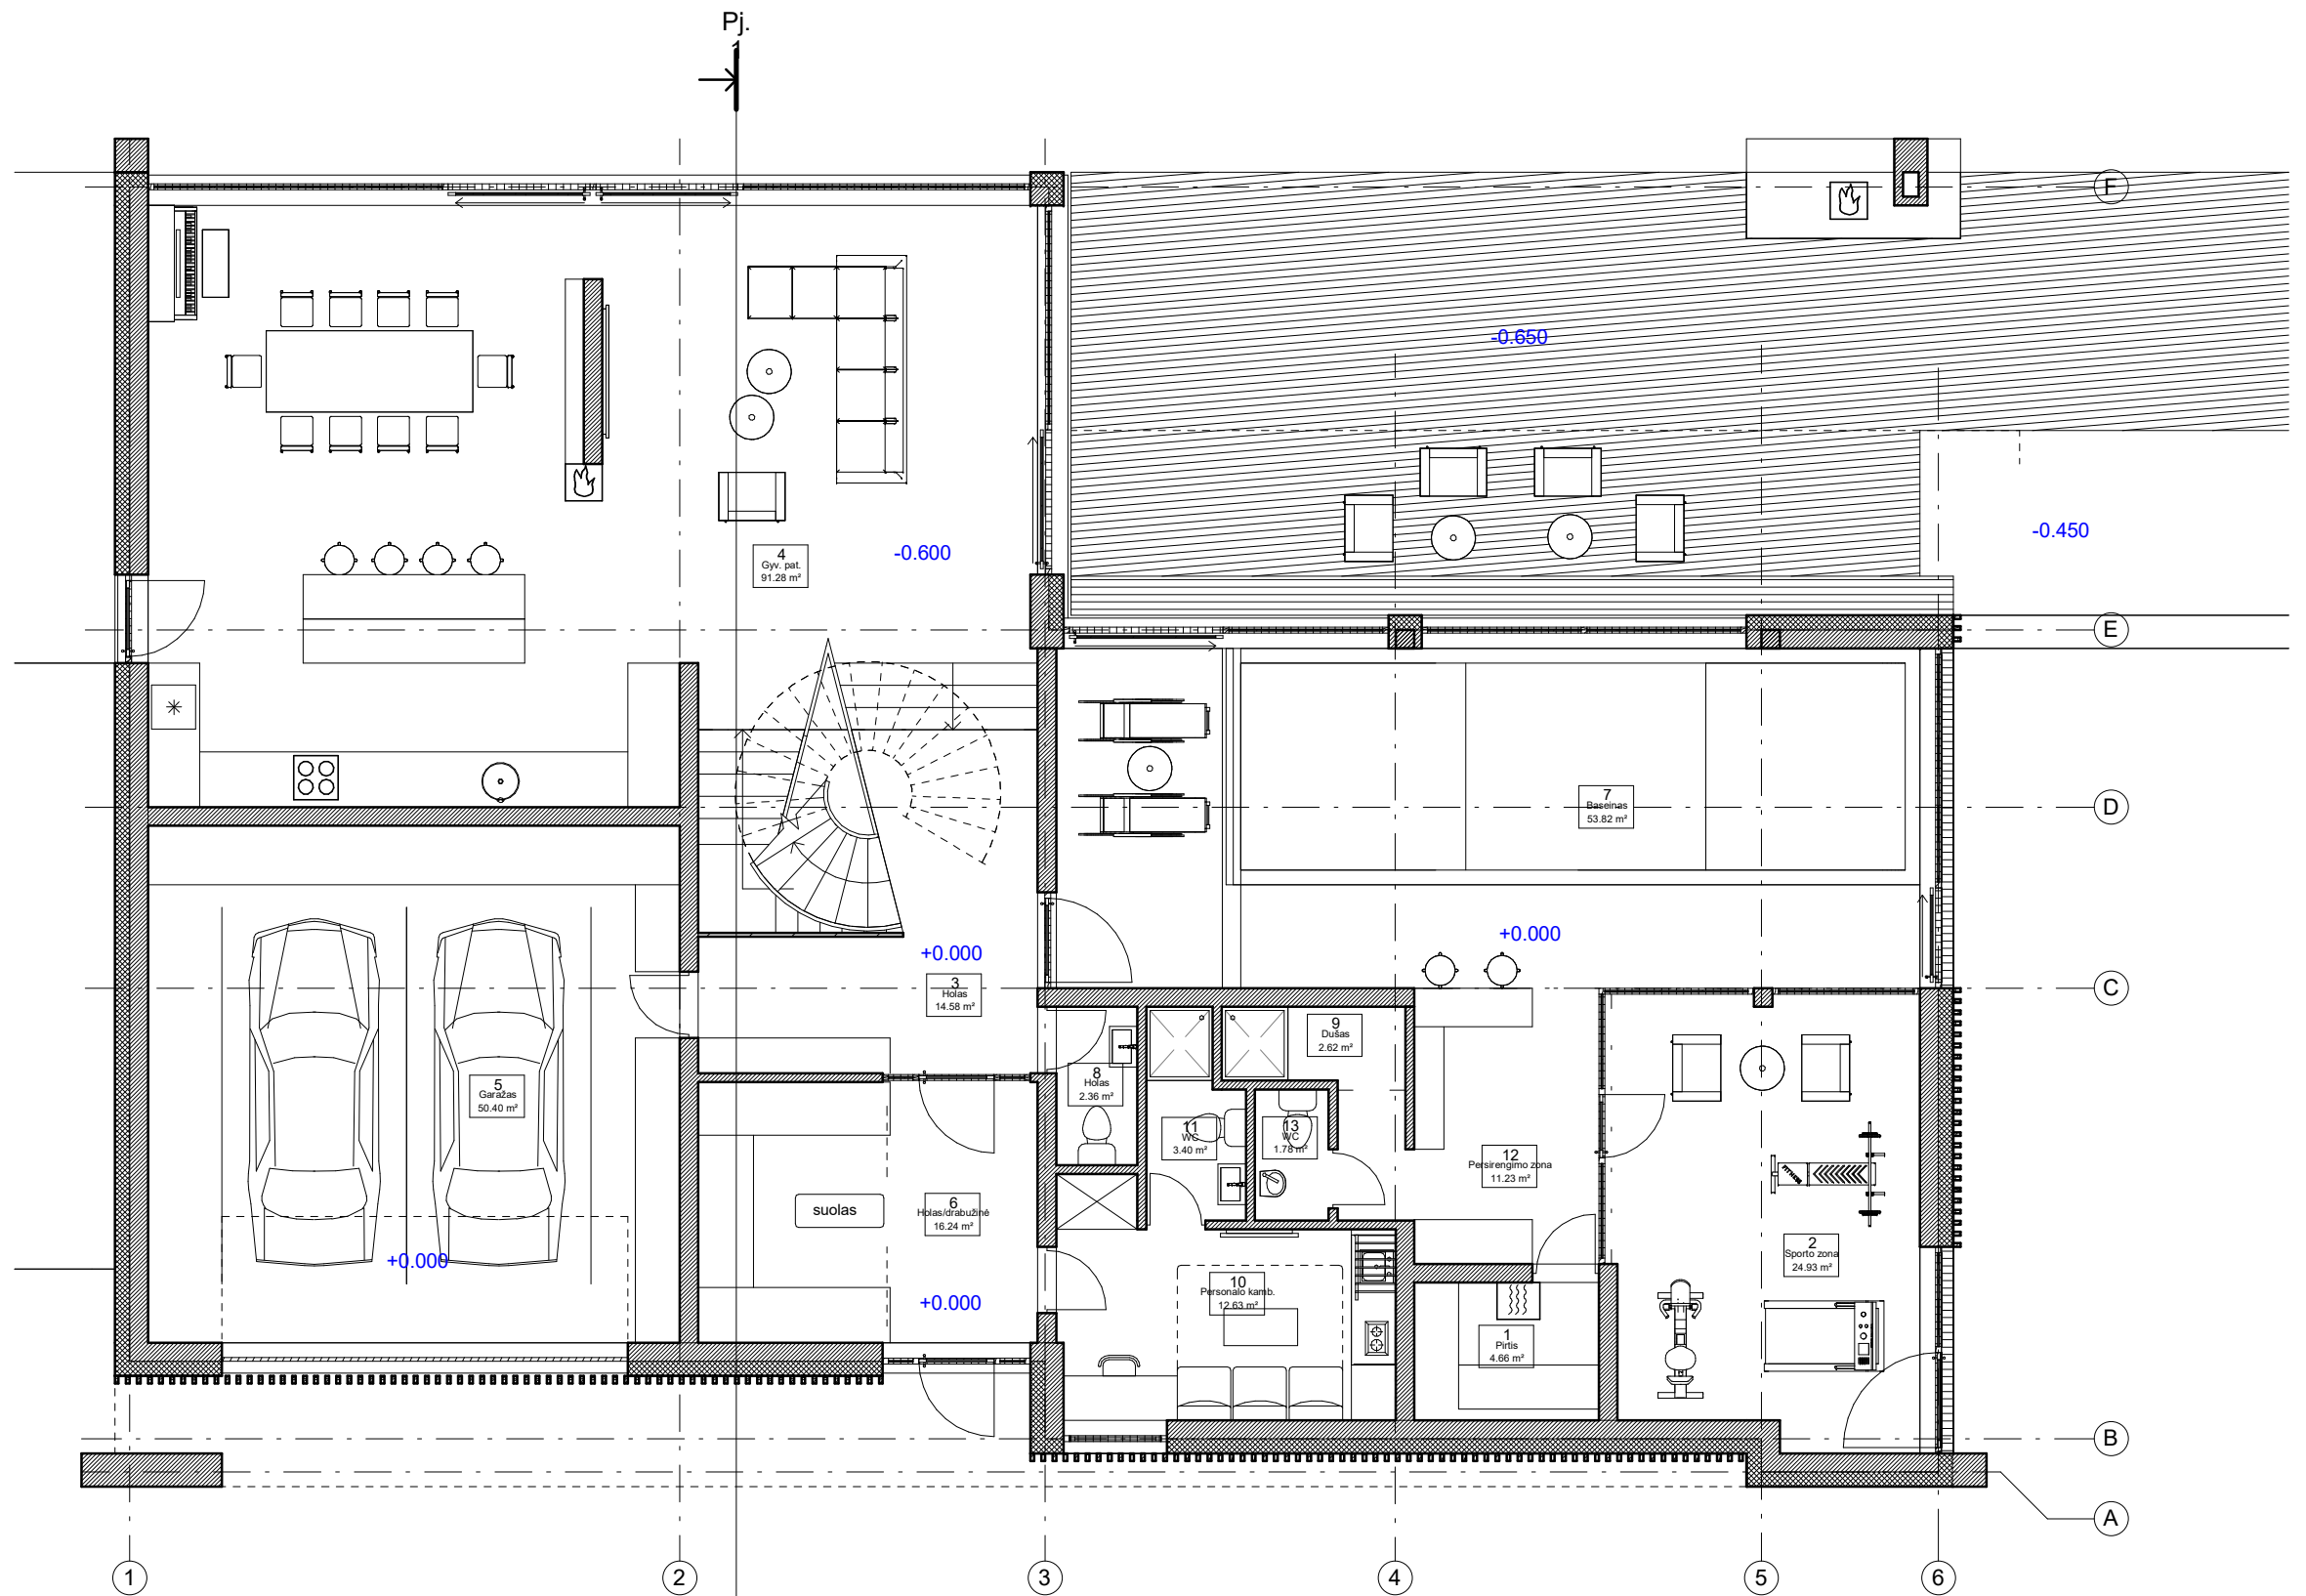 Pj.
1
F
-0.650
-0.600
-0.450
4
Gyv. pat.
91.28 m²
E
7
Baseinas
53.82 m²
D
+0.000
+0.000
3
Holas
14.58 m²
C
9
Dušas
2.62 m²
8
Holas
2.36 m²
5
Garažas
50.40 m²
11
WC
3.40 m²
13
WC
1.78 m²
12
Persirengimo zona
11.23 m²
suolas
6
Holas/drabužinė
16.24 m²
2
Sporto zona
24.93 m²
+0.000
+0.000
10
Personalo kamb.
12.63 m²
1
Pirtis
4.66 m²
B
A
1
2
3
4
5
6